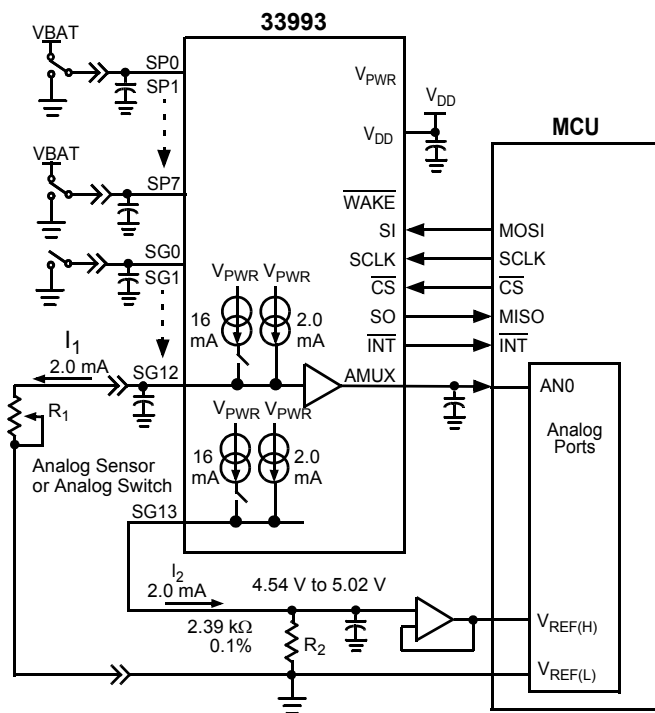 33993
MCU
VBAT
SP0
SP1
VPWR
VDD
VDD
VBAT
SP7
WAKE
SI
MOSI
SG0
SCLK
SCLK
SG1
CS
CS
VPWR VPWR
SO
MISO
16 mA
2.0 mA
INT
INT
I1
2.0 mA
SG12
AMUX
AN0
R1
VPWR VPWR
Analog
Ports
16 mA
2.0 mA
Analog Sensor
or Analog Switch
SG13
I2
2.0 mA
4.54 V to 5.02 V
2.39 kΩ
0.1%
R2
VREF(H)
VREF(L)